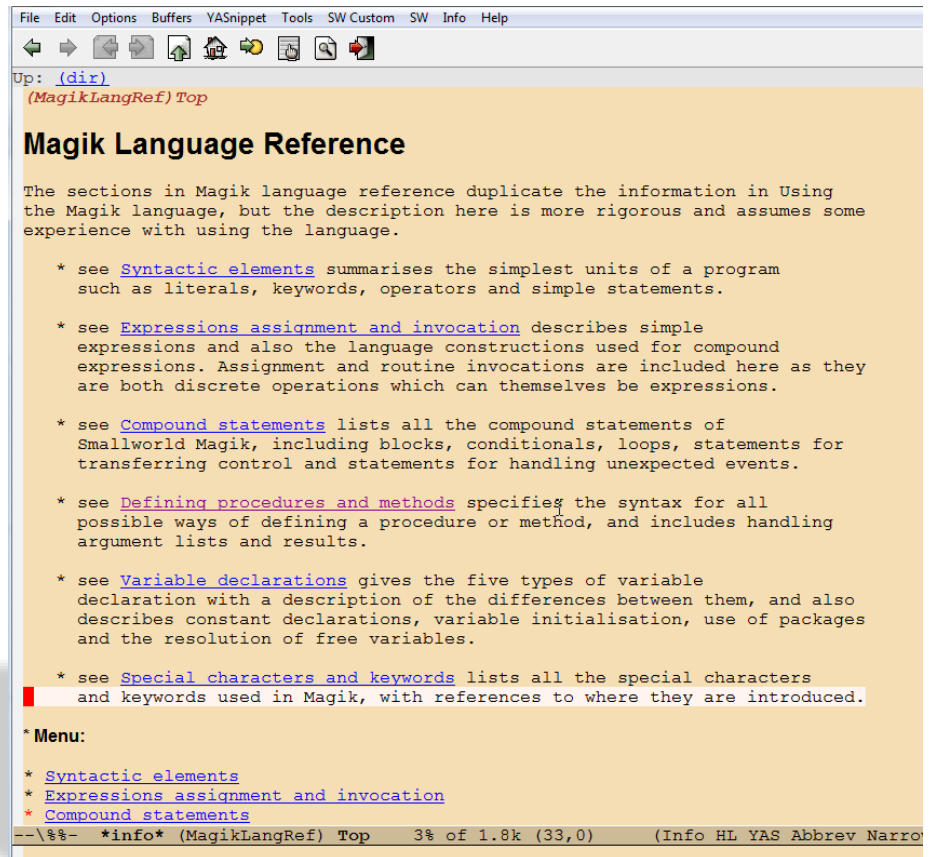 File Edit Options Buffers YASnippet Tools SW Custom SW Info Help
Up: (dir)
(MagikLangRef)Top
Magik Language Reference
The sections in Magik language reference duplicate the information in Using
the Magik language, but the description here is more rigorous and assumes some
experience with using the language.
* see Syntactic elements summarises the simplest units of a program
such as literals, keywords, operators and simple statements.
* see Expressions assignment and invocation describes simple
expressions and also the language constructions used for compound
expressions. Assignment and routine invocations are included here as they
are both discrete operations which can themselves be expressions.
* see Compound statements lists all the compound statements of
Smallworld Magik, including blocks, conditionals, loops, statements for
transferring control and statements for handling unexpected events.
* see Defining procedures and methods specifies the syntax for all
possible ways of defining a procedure or method, and includes handling
argument lists and results.
* see Variable declarations gives the five types of variable
declaration with a description of the differences between them, and also
describes constant declarations, variable initialisation, use of packages
and the resolution of free variables.
* see Special characters and keywords lists all the special characters
and keywords used in Magik, with references to where they are introduced.
* Menu:
* Syntactic elements
* Expressions assignment and invocation
* Compound statements
--\%%- *info* (MagikLangRef) Top 3% of 1.8k (33,0) (Info HL YAS Abbrev Narro